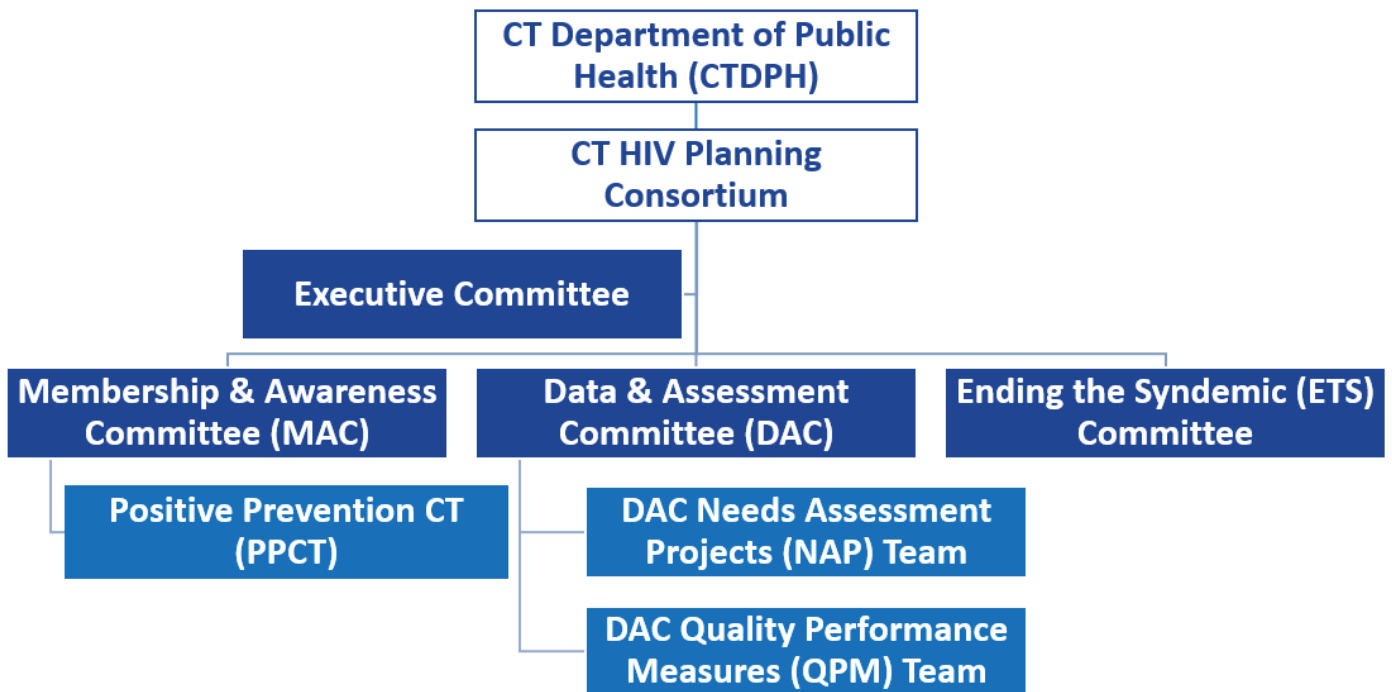 CT Department of Public
Health (CTDPH)
CT HIV Planning
Consortium
Executive Committee
Membership & Awareness
Committee (MAC)
Data & Assessment
Committee (DAC)
Ending the Syndemic (ETS)
Committee
Positive Prevention CT
(PPCT)
DAC Needs Assessment
Projects (NAP) Team
DAC Quality Performance
Measures (QPM) Team